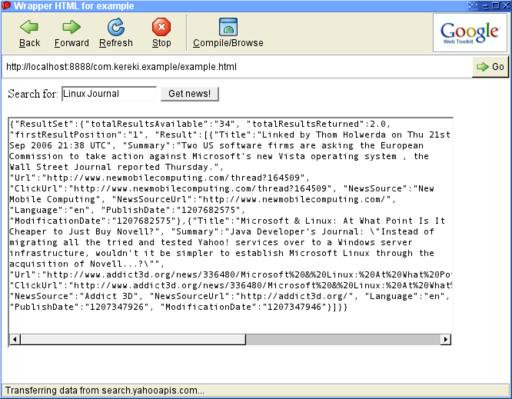 Wrapper HTML for example
Back Forward Refresh Stop Compile/Browse
Google
Web Toolkit
http://localhost:8888/com.kereki.example/example.html Go
Search for: Linux Journal Get news!
{"ResultSet":{"totalResultsAvailable":"34", "totalResultsReturned":2.0,
"firstResultPosition":"1", "Result":[{"Title":"Linked by Thom Holwerda on Thu 21st
Sep 2006 21:38 UTC", "Summary":"Two US software firms are asking the European
Commission to take action against Microsoft's new Vista operating system , the
Wall Street Journal reported Thursday.",
"Url":"http://www.newmobilecomputing.com/thread?164509",
"ClickUrl":"http://www.newmobilecomputing.com/thread?164509", "NewsSource":"New
Mobile Computing", "NewsSourceUrl":"http://www.newmobilecomputing.com/",
"Language":"en", "PublishDate":"1207682575",
"ModificationDate":"1207682575"},{"Title":"Microsoft & Linux: At What Point Is It
Cheaper to Just Buy Novell?", "Summary":"Java Developer's Journal: \"Instead of
migrating all the tried and tested Yahoo! services over to a Windows server
infrastructure, wouldn't it be simpler to establish Microsoft Linux through the
acquisition of Novell...?\"",
"Url":"http://www.addict3d.org/news/336480/Microsoft%20&%20Linux:%20At%20What%20Po
"ClickUrl":"http://www.addict3d.org/news/336480/Microsoft%20&%20Linux:%20At%20What%
"NewsSource":"Addict 3D", "NewsSourceUrl":"http://addict3d.org/", "Language":"en",
"PublishDate":"1207347926", "ModificationDate":"1207347946"}]}}
Transferring data from search.yahooapis.com...